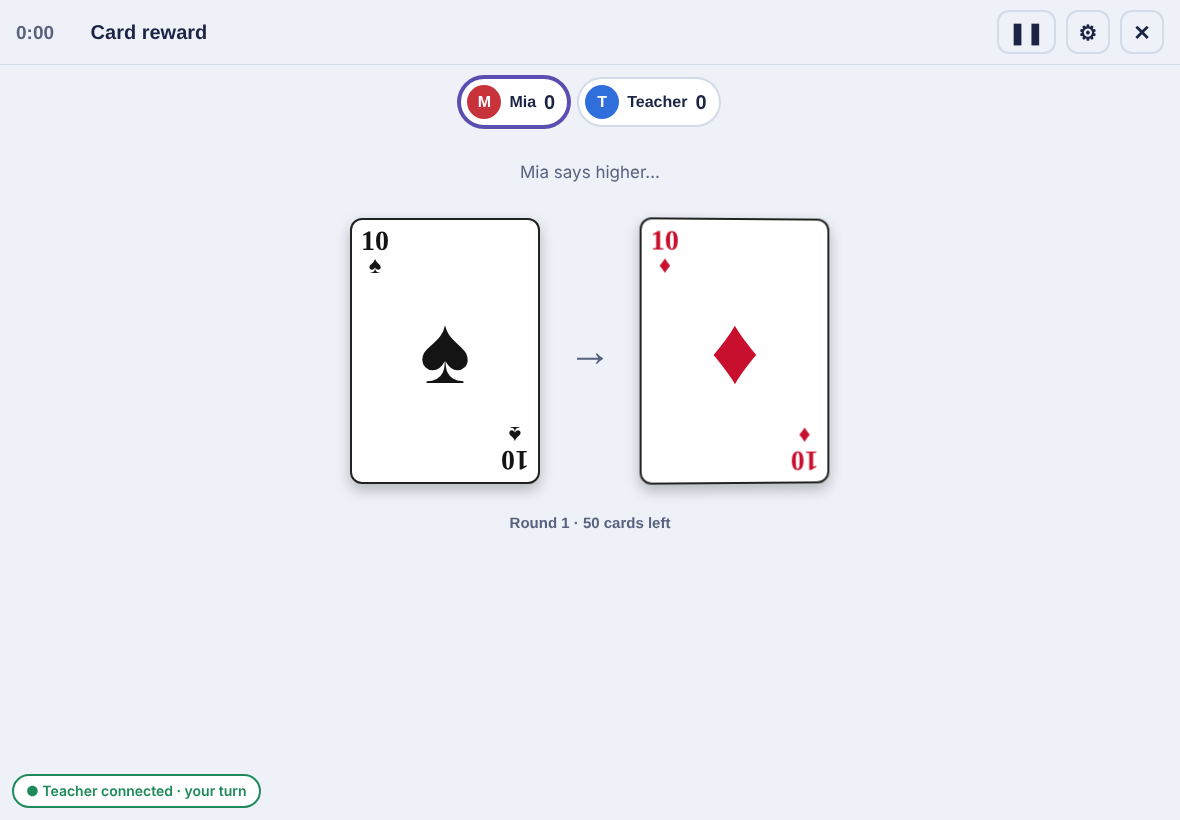 0:00 Card reward
M Mia 0 T Teacher 0
Mia says higher...
10 10
→
10 10
Round 1 · 50 cards left
Teacher connected · your turn